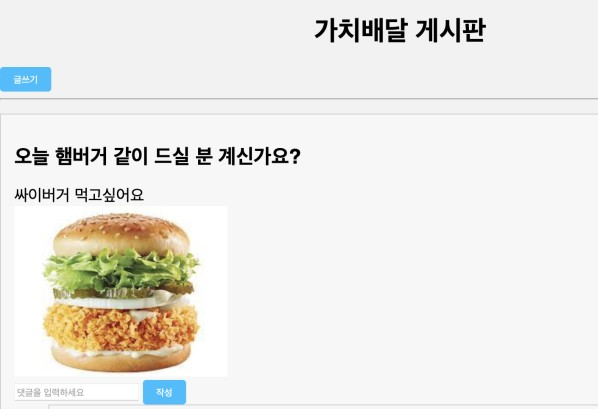 가치배달 게시판
글쓰기
오늘 햄버거 같이 드실 분 계신가요?
싸이버거 먹고싶어요
댓글을 입력하세요 작성